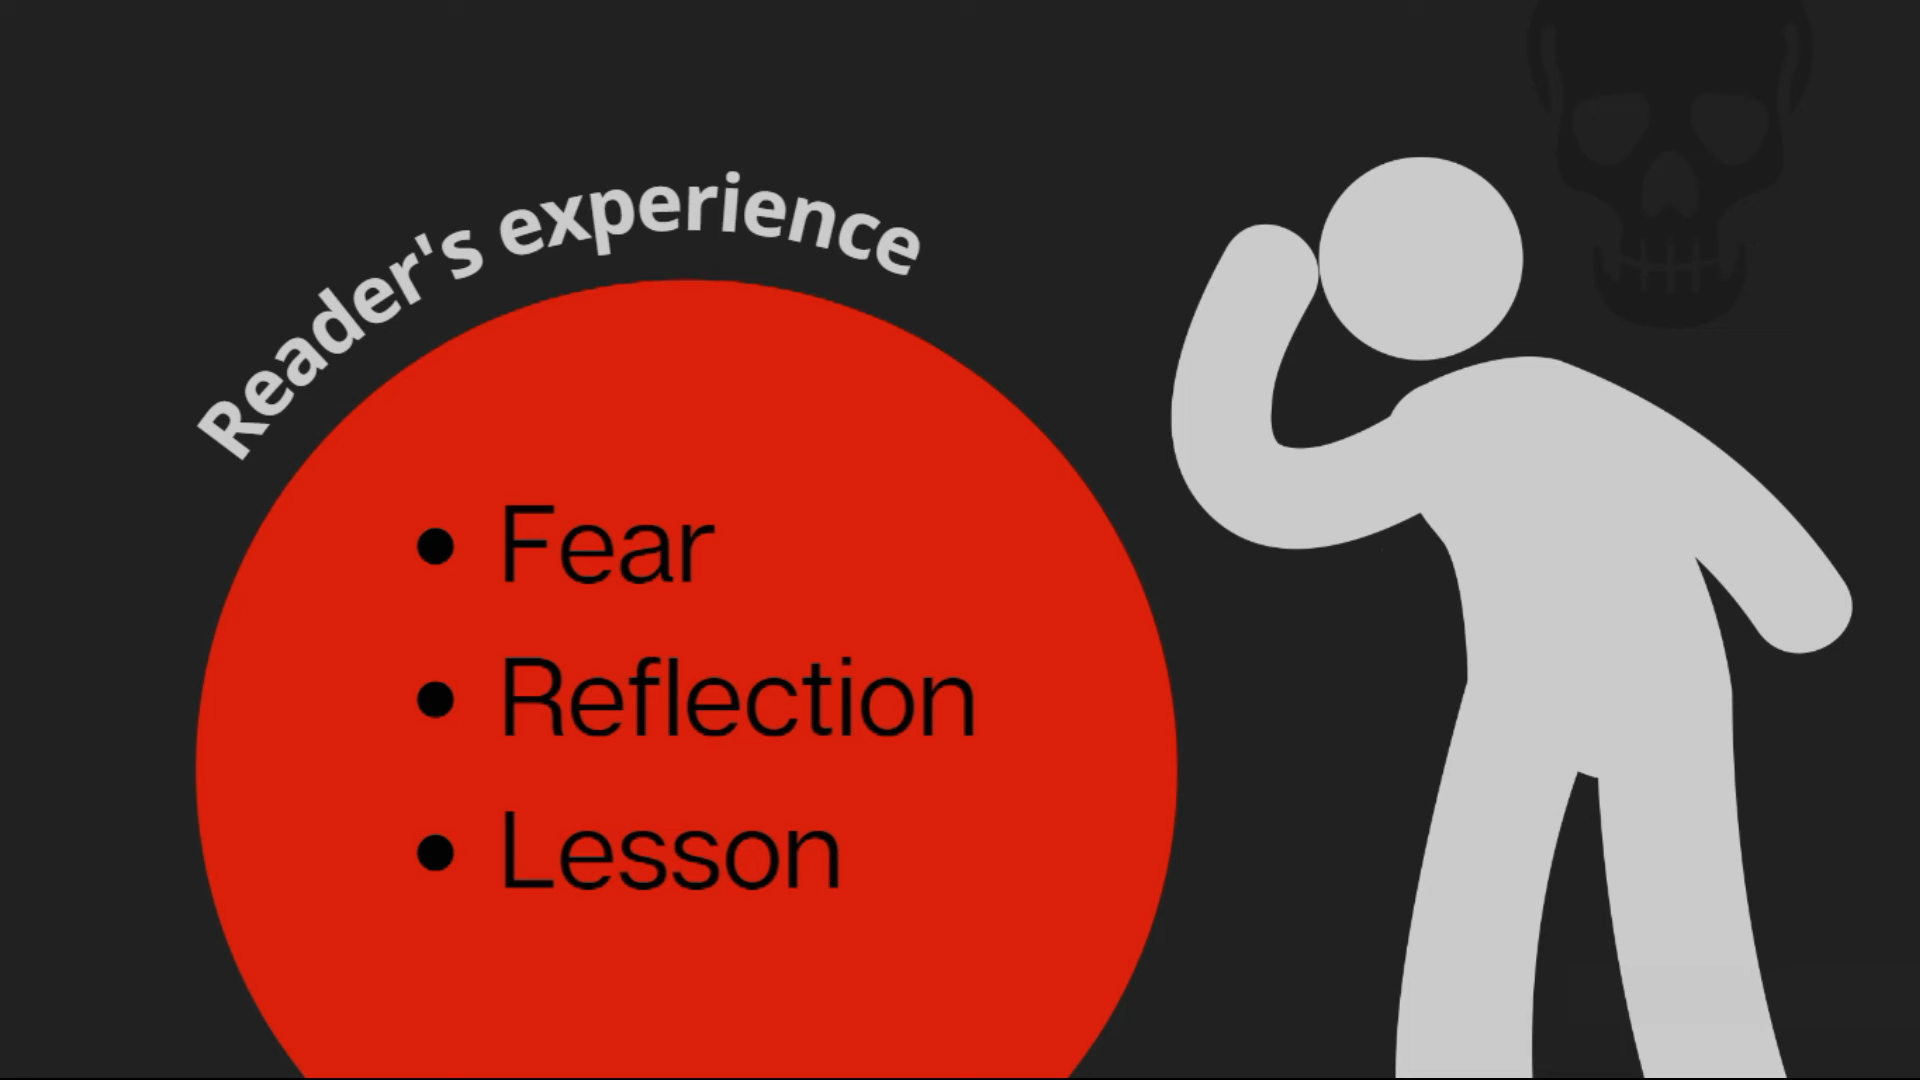 Reader's experience
• Fear
• Reflection
• Lesson